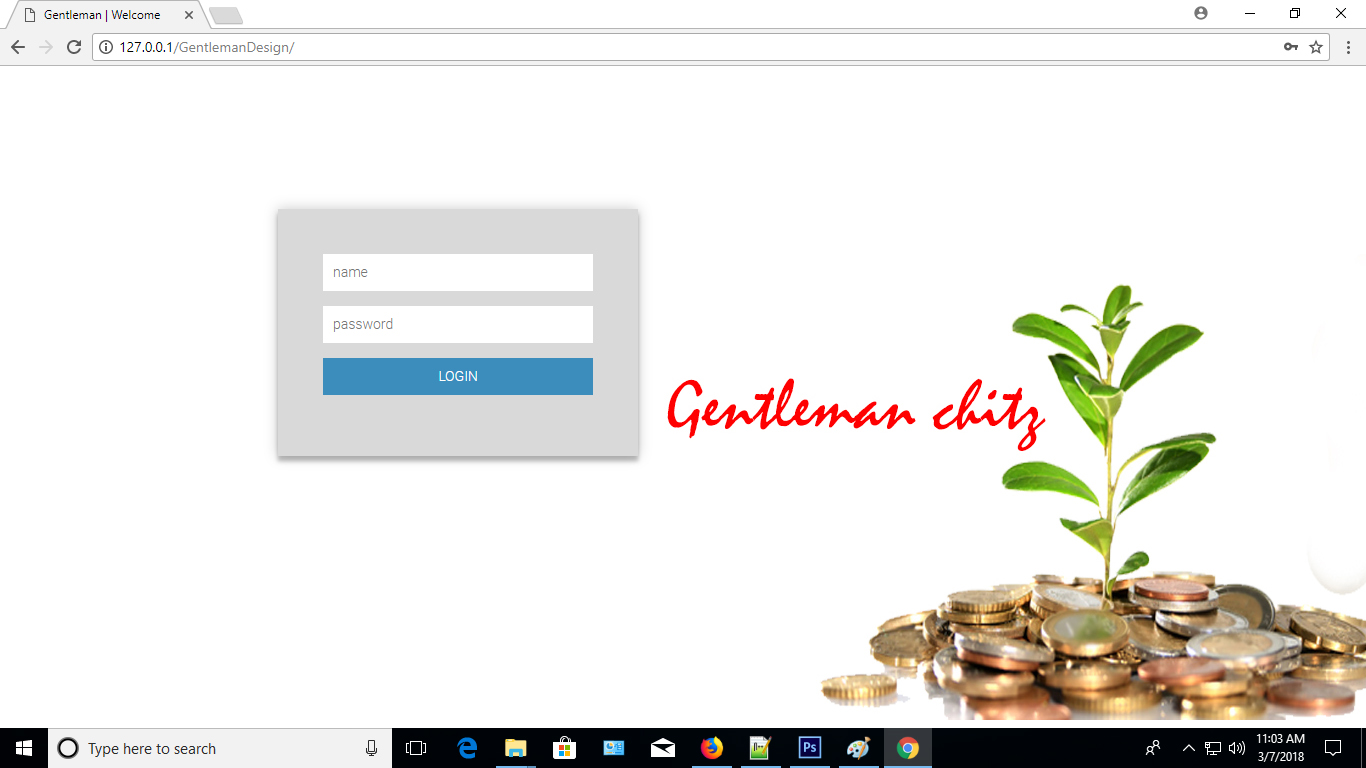 Gentleman | Welcome
127.0.0.1/GentlemanDesign/
name
password
LOGIN
Gentleman chitz
Type here to search
Ps
11:03 AM
3/7/2018